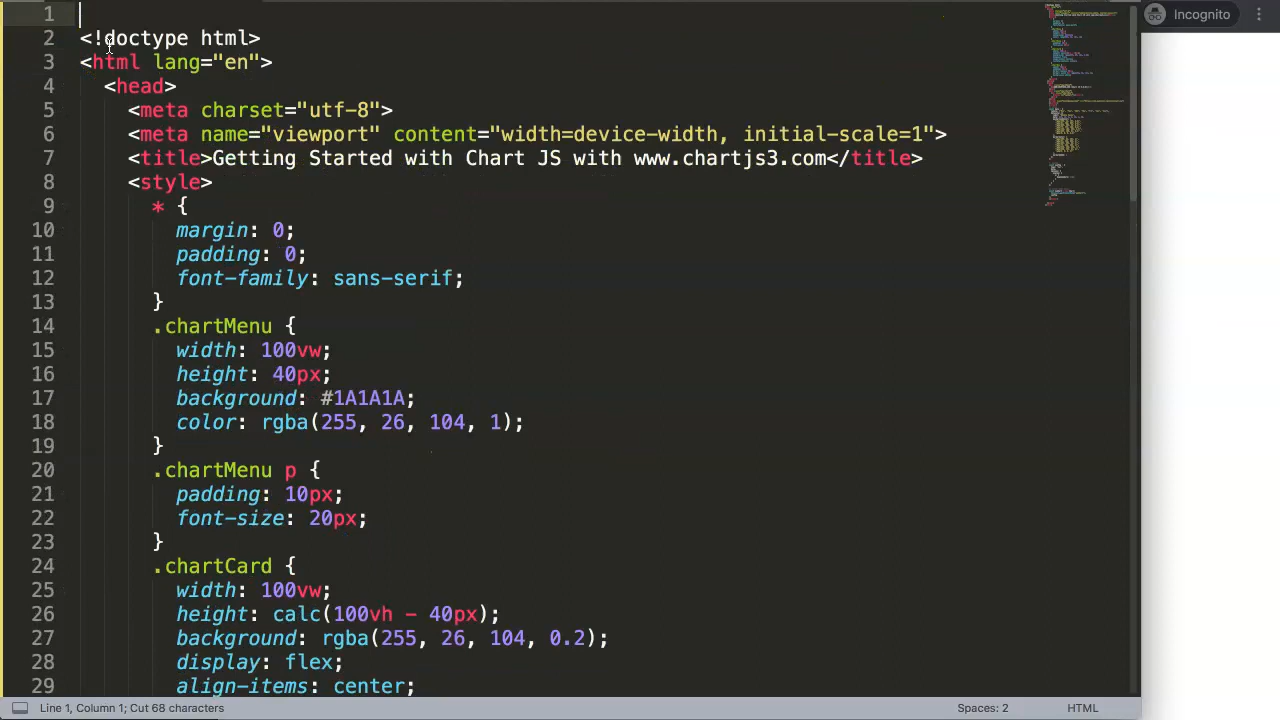 Incognito
1
2 <!doctype html>
3 <html lang="en">
4 <head>
5 <meta charset="utf-8">
6 <meta name="viewport" content="width=device-width, initial-scale=1">
7 <title>Getting Started with Chart JS with www.chartjs3.com</title>
8 <style>
9 * {
10 margin: 0;
11 padding: 0;
12 font-family: sans-serif;
13 }
14 .chartMenu {
15 width: 100vw;
16 height: 40px;
17 background: #1A1A1A;
18 color: rgba(255, 26, 104, 1);
19 }
20 .chartMenu p {
21 padding: 10px;
22 font-size: 20px;
23 }
24 .chartCard {
25 width: 100vw;
26 height: calc(100vh - 40px);
27 background: rgba(255, 26, 104, 0.2);
28 display: flex;
29 align-items: center;
Line 1, Column 1; Cut 68 characters
Spaces: 2
HTML